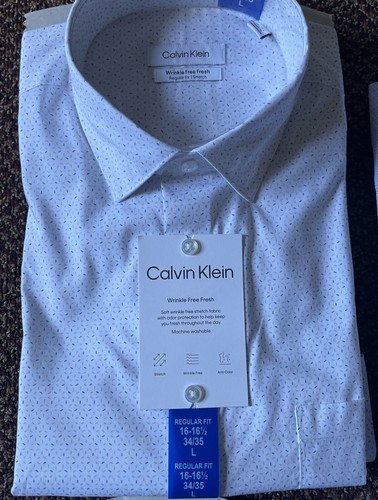 L
Calvin Klein
Wrinkle Free Fresh
Regular Fit | Stretch
Calvin Klein
Wrinkle Free Fresh
Soft wrinkle free stretch fabric
with odor protection to help keep
you fresh throughout the day.
Machine washable
Stretch
Wrinkle Free
Anti Odor
REGULAR FIT
16-16½
34/35
L
REGULAR FIT
16-16½
34/35
L